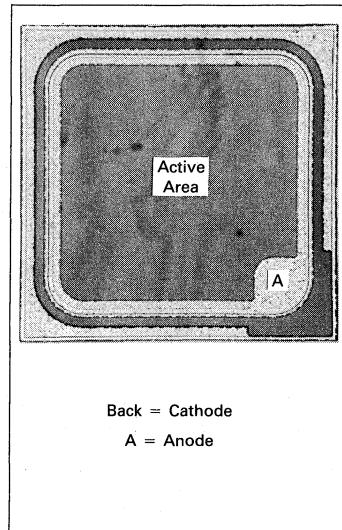 Active
Area
A
Back = Cathode
A = Anode